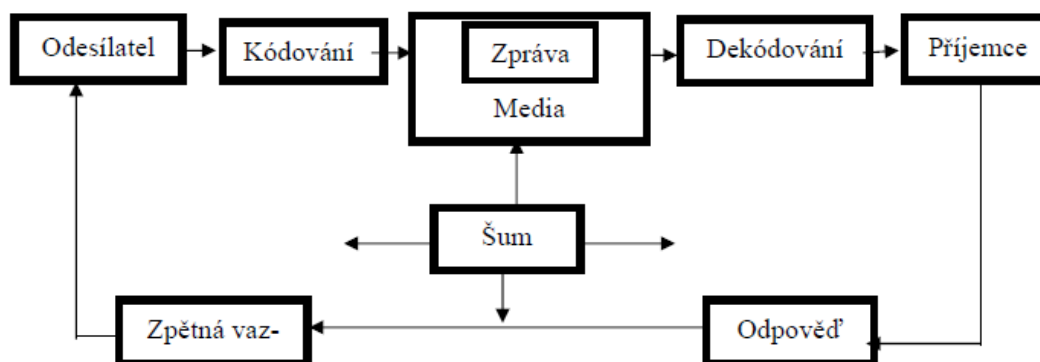 Odesílatel
Kódování
Zpráva
Media
Dekódování
Příjemce
Šum
Zpětná vaz-
Odpověď